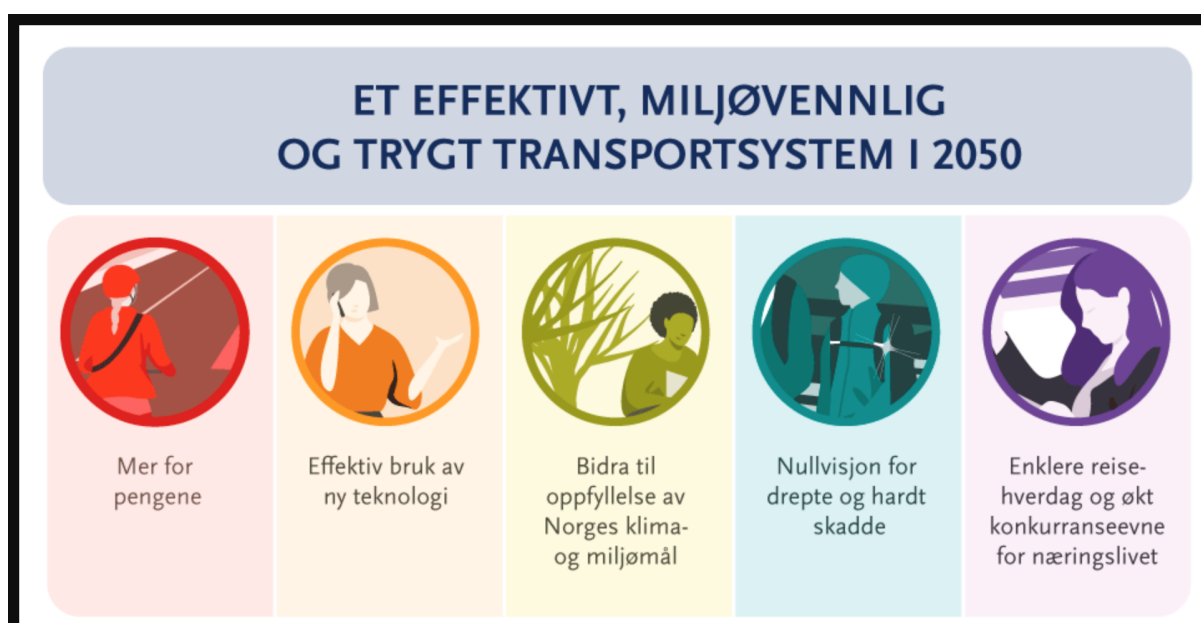 ET EFFEKTIVT, MILJØVENNLIG
OG TRYGT TRANSPORTSYSTEM I 2050
Mer for
pengene
Effektiv bruk av
ny teknologi
Bidra til
oppfyllelse av
Norges klima-
og miljømål
Nullvisjon for
drepte og hardt
skadde
Enklere reise-
hverdag og økt
konkurranseevne
for næringslivet